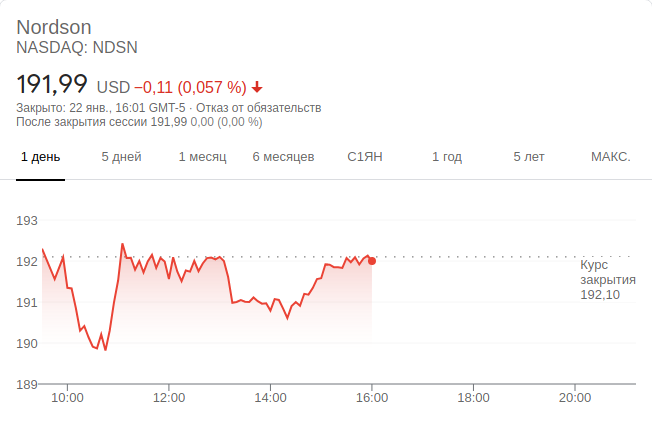 Nordson
NASDAQ: NDSN
191,99 USD −0,11 (0,057 %)
Закрыто: 22 янв., 16:01 GMT-5 · Отказ от обязательств
После закрытия сессии 191,99 0,00 (0,00 %)
1 день 5 дней 1 месяц 6 месяцев С1ЯН 1 год 5 лет МАКС.
193
192
191
190
189
Курс
закрытия
192,10
10:00 12:00 14:00 16:00 18:00 20:00